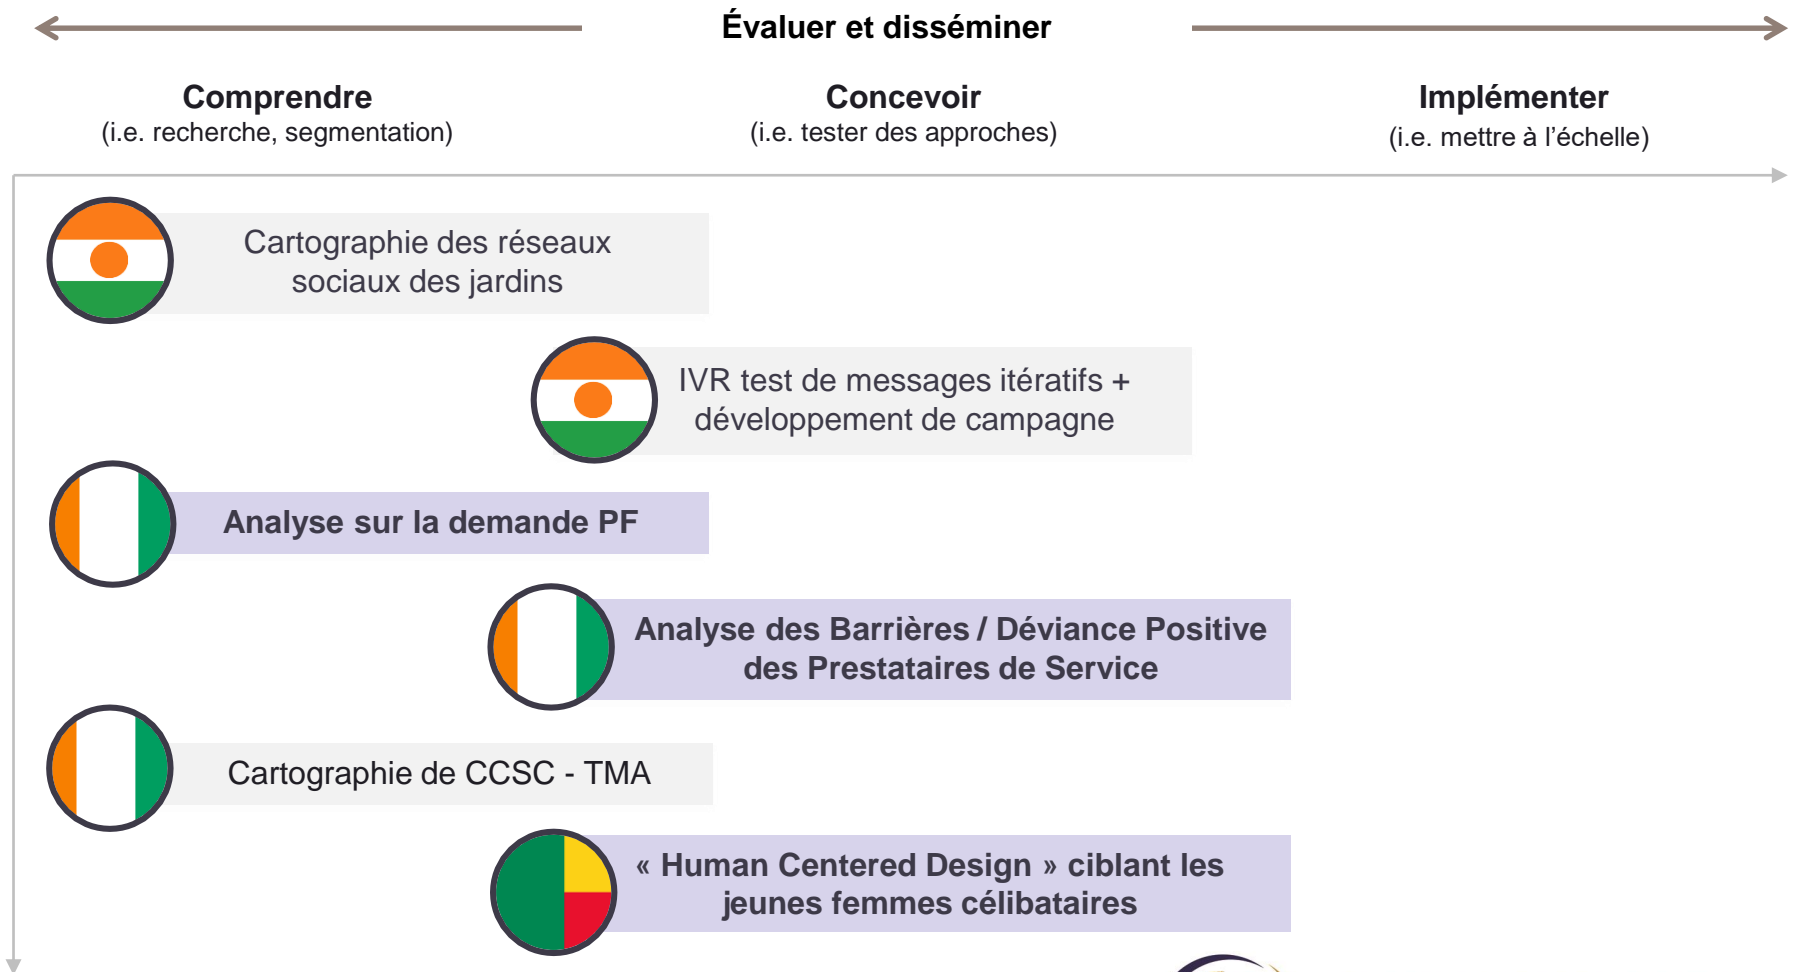 Évaluer et disséminer
Comprendre
(i.e. recherche, segmentation)
Concevoir
(i.e. tester des approches)
Implémenter
(i.e. mettre à l’échelle)
Cartographie des réseaux
sociaux des jardins
IVR test de messages itératifs +
développement de campagne
Analyse sur la demande PF
Analyse des Barrières / Déviance Positive
des Prestataires de Service
Cartographie de CCSC - TMA
« Human Centered Design » ciblant les
jeunes femmes célibataires